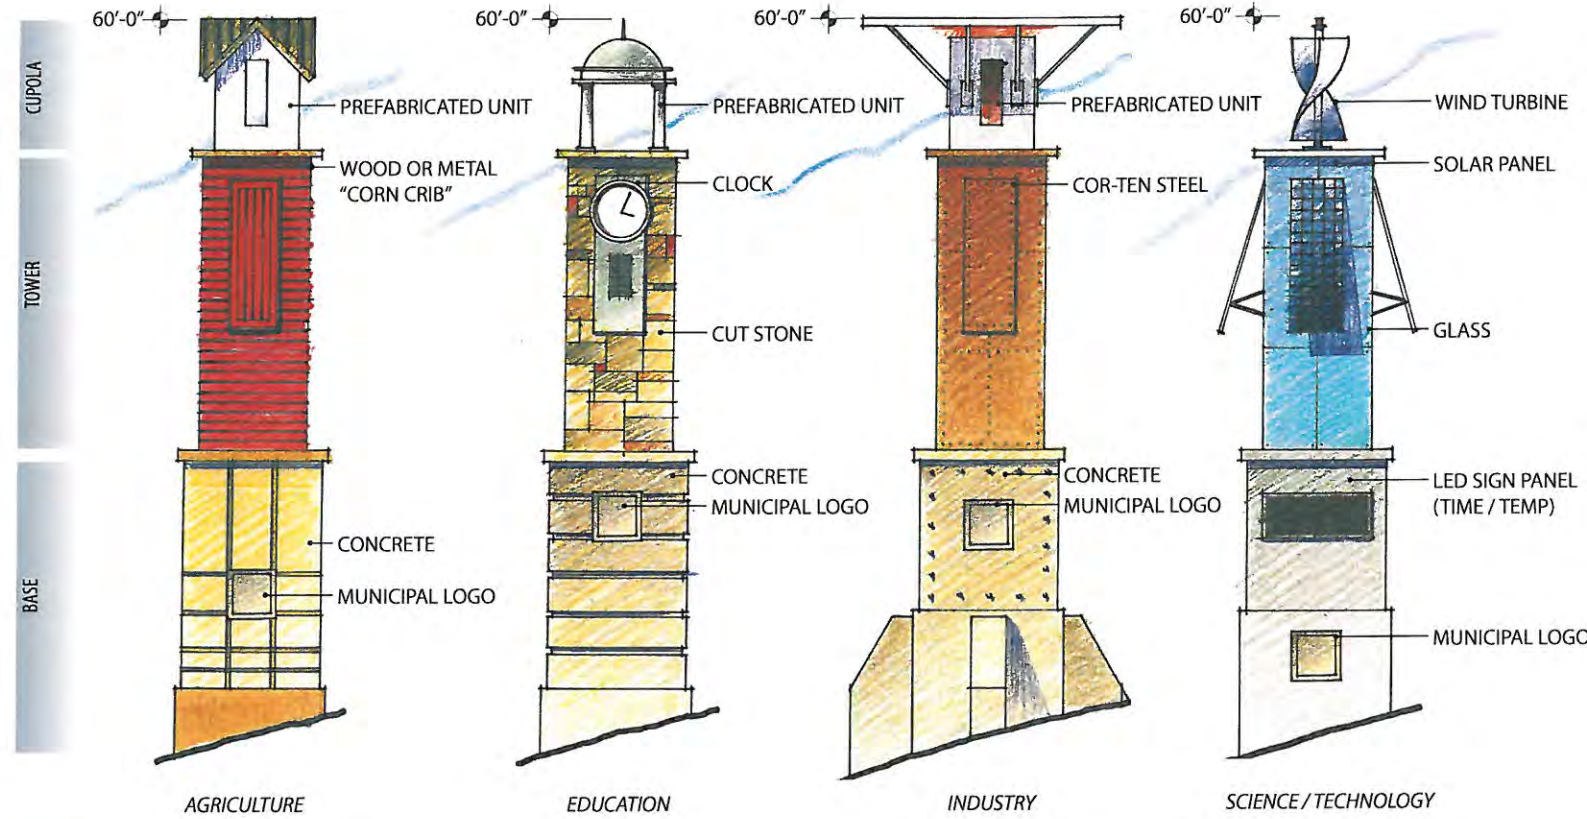 60'-0"
60'-0"
60'-0"
60'-0"
CUPOLA
TOWER
BASE
PREFABRICATED UNIT
WOOD OR METAL
"CORN CRIB"
CONCRETE
MUNICIPAL LOGO
AGRICULTURE
PREFABRICATED UNIT
CLOCK
CUT STONE
CONCRETE
MUNICIPAL LOGO
EDUCATION
PREFABRICATED UNIT
COR-TEN STEEL
CONCRETE
MUNICIPAL LOGO
INDUSTRY
WIND TURBINE
SOLAR PANEL
GLASS
LED SIGN PANEL
(TIME / TEMP)
MUNICIPAL LOGO
SCIENCE / TECHNOLOGY